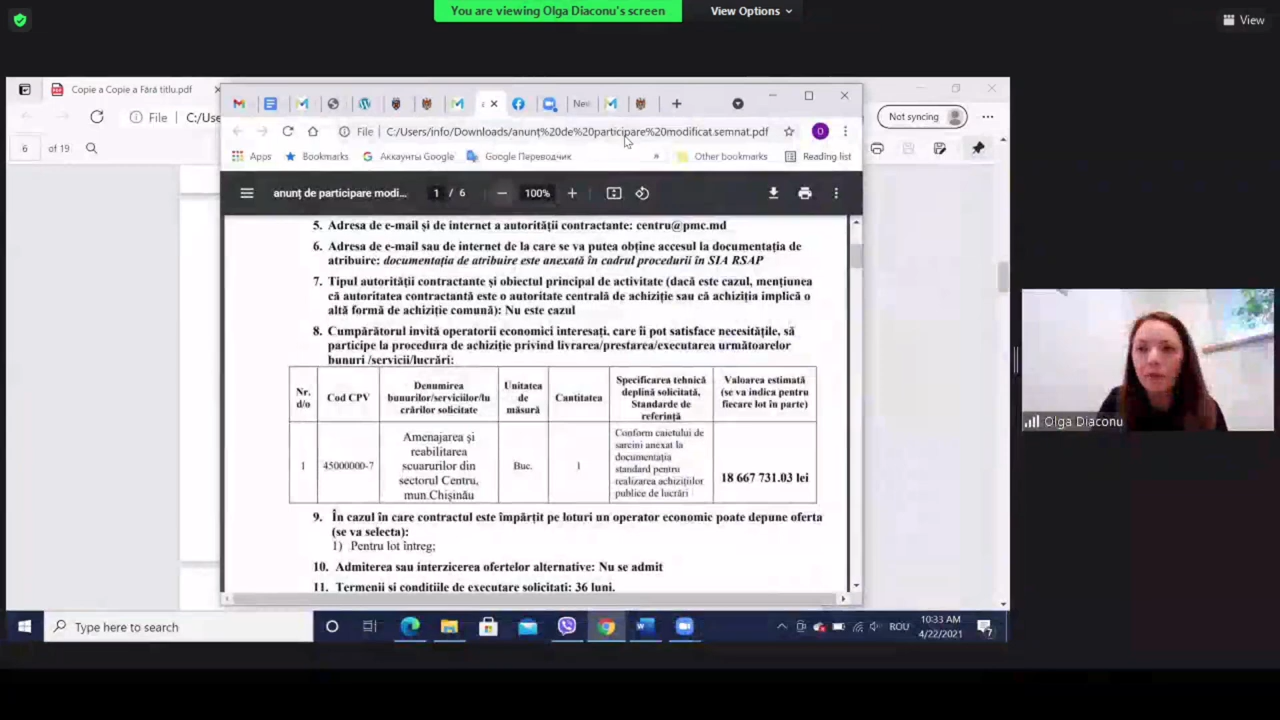 You are viewing Olga Diaconu's screen
View Options
View
Copie a Copie a Fără titlu.pdf
File C:/Use
Not syncing
6 of 19
File C:/Users/info/Downloads/anunț%20de%20participare%20modificat.semnat.pdf
O
Apps Bookmarks Аккаунты Google Google Переводчик » Other bookmarks Reading list
anunț de participare modi... 1 / 6 100%
5. Adresa de e-mail și de internet a autorității contractante: centru@pmc.md
6. Adresa de e-mail sau de internet de la care se va putea obține accesul la documentația de
atribuire: documentația de atribuire este anexată în cadrul procedurii în SIA RSAP
7. Tipul autorității contractante și obiectul principal de activitate (dacă este cazul, mențiunea
că autoritatea contractantă este o autoritate centrală de achiziție sau că achiziția implică o
altă formă de achiziție comună): Nu este cazul
8. Cumpărătorul invită operatorii economici interesați, care îi pot satisface necesitățile, să
participe la procedura de achiziție privind livrarea/prestarea/executarea următoarelor
bunuri /servicii/lucrări:
Nr.
d/o
Cod CPV
Denumirea
bunurilor/serviciilor/lu
crărilor solicitate
Unitatea
de
măsură
Cantitatea
Specificarea tehnică
deplină solicitată,
Standarde de
referință
Valoarea estimată
(se va indica pentru
fiecare lot în parte)
1
45000000-7
Amenajarea și
reabilitarea
scuarurilor din
sectorul Centru,
mun.Chișinău
Buc.
1
Conform caietului de
sarcini anexat la
documentația
standard pentru
realizarea achizițiilor
publice de lucrări
18 667 731.03 lei
9. În cazul în care contractul este împărțit pe loturi un operator economic poate depune oferta
(se va selecta):
1) Pentru lot întreg;
10. Admiterea sau interzicerea ofertelor alternative: Nu se admit
11. Termenii și condițiile de executare solicitați: 36 luni.
Olga Diaconu
Type here to search
ROU
10:33 AM
4/22/2021
7